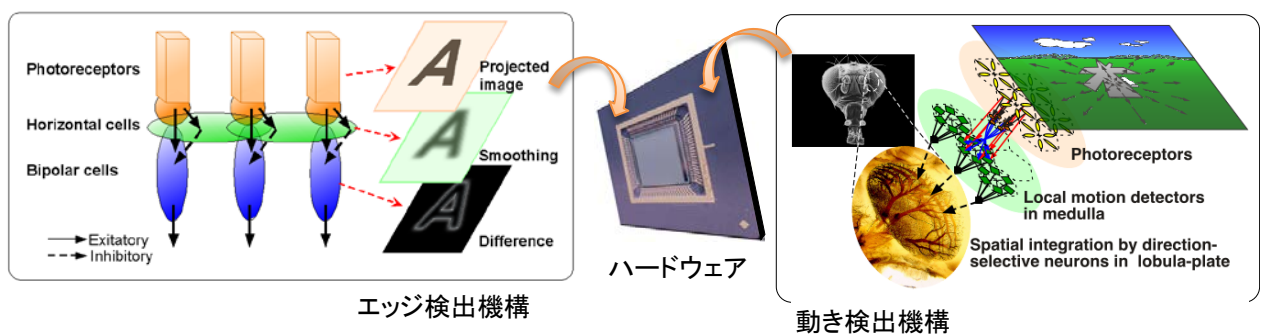 Photoreceptors
Horizontal cells
Bipolar cells
Exitatory
Inhibitory
A
Projected
image
A
Smoothing
A
Difference
エッジ検出機構
ハードウェア
Photoreceptors
Local motion detectors
in medulla
Spatial integration by direction-
selective neurons in lobula-plate
動き検出機構